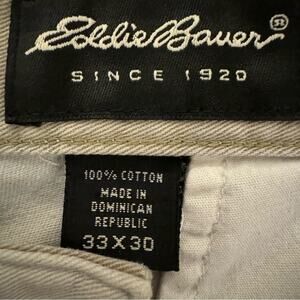 Eddie Bauer®
SINCE 1920
100% COTTON
MADE IN
DOMINICAN
REPUBLIC
33X30